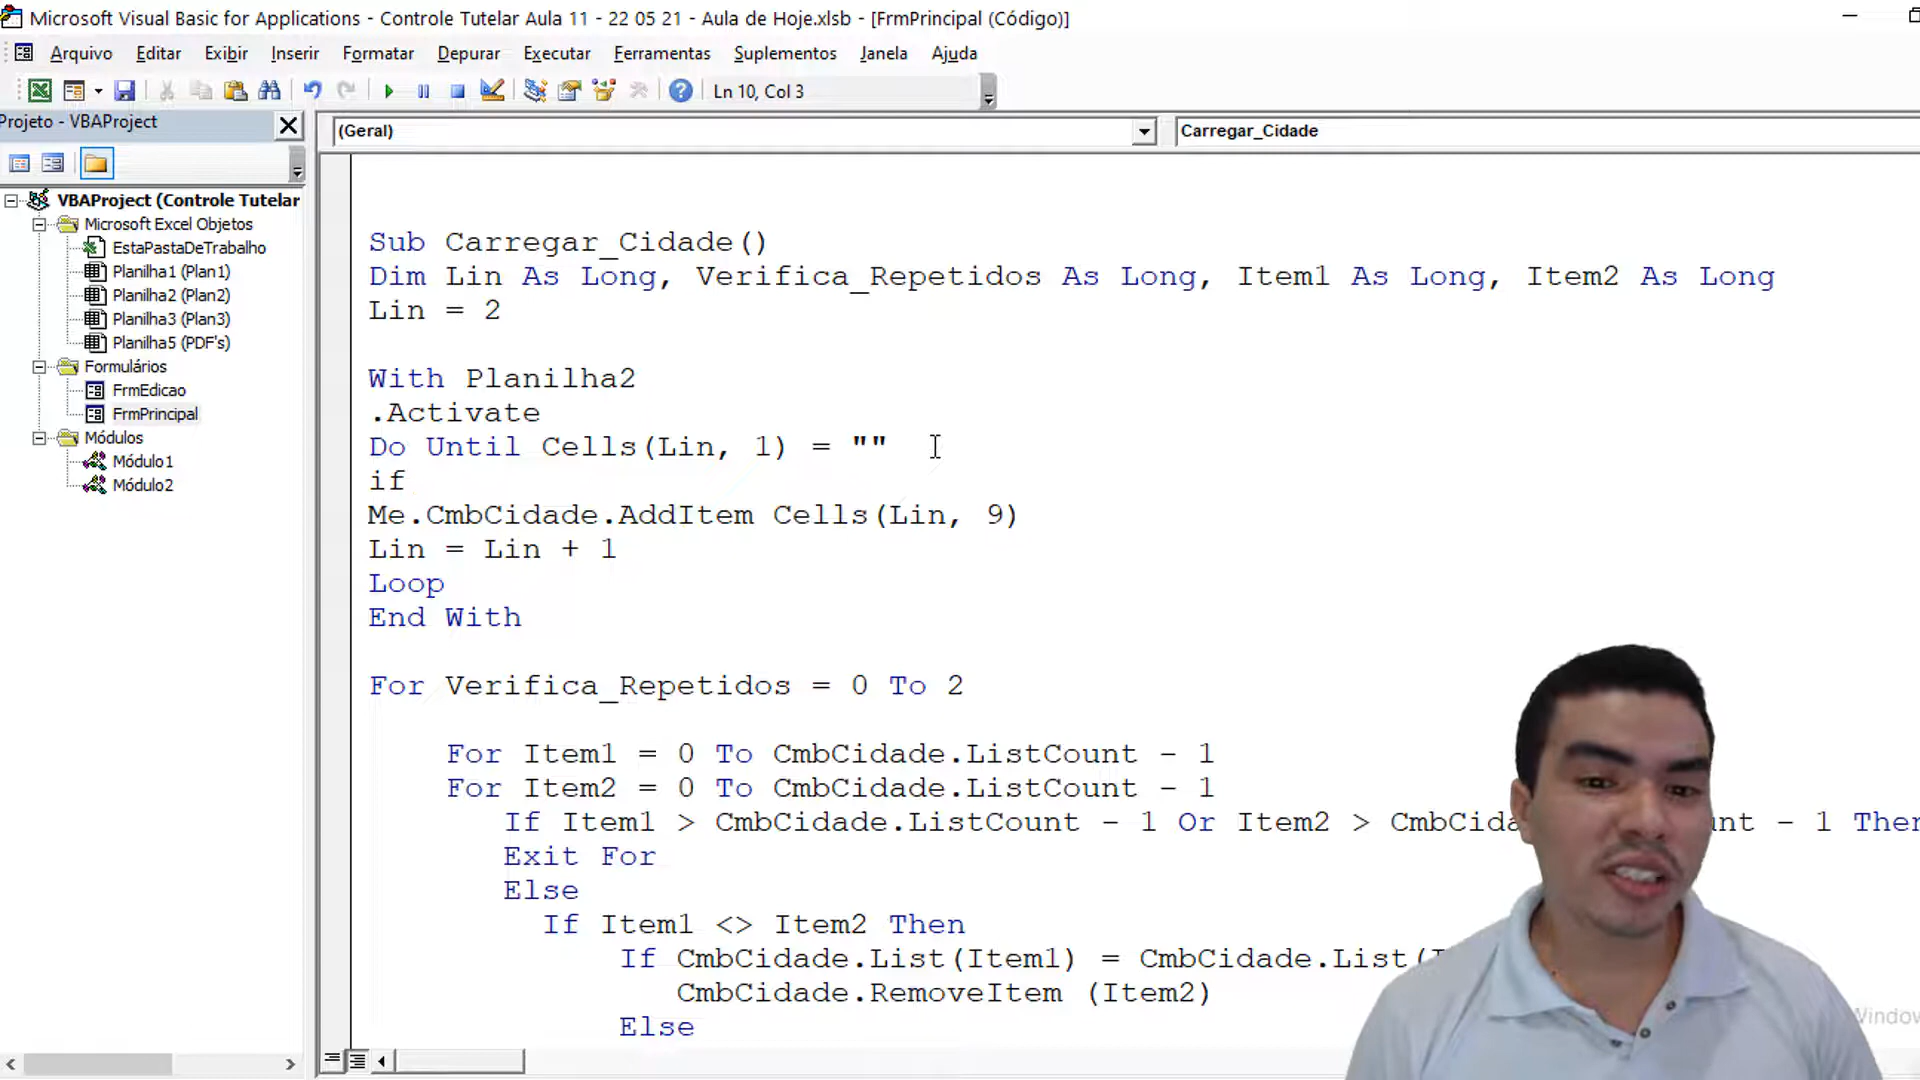 Microsoft Visual Basic for Applications - Controle Tutelar Aula 11 - 22 05 21 - Aula de Hoje.xlsb - [FrmPrincipal (Código)]
Arquivo Editar Exibir Inserir Formatar Depurar Executar Ferramentas Suplementos Janela Ajuda
Ln 10, Col 3
Projeto - VBAProject
(Geral)
Carregar_Cidade
VBAProject (Controle Tutelar
Microsoft Excel Objetos
EstaPastaDeTrabalho
Planilha1 (Plan1)
Planilha2 (Plan2)
Planilha3 (Plan3)
Planilha5 (PDF's)
Formulários
FrmEdicao
FrmPrincipal
Módulos
Módulo1
Módulo2
Sub Carregar_Cidade()
Dim Lin As Long, Verifica_Repetidos As Long, Item1 As Long, Item2 As Long
Lin = 2
With Planilha2
.Activate
Do Until Cells(Lin, 1) = ""
if
Me.CmbCidade.AddItem Cells(Lin, 9)
Lin = Lin + 1
Loop
End With
For Verifica_Repetidos = 0 To 2
For Item1 = 0 To CmbCidade.ListCount - 1
For Item2 = 0 To CmbCidade.ListCount - 1
If Item1 > CmbCidade.ListCount - 1 Or Item2 > - 1 Then
Exit For
Else
If Item1 <> Item2 Then
If CmbCidade.List(Item1) = CmbCidade.List(
CmbCidade.RemoveItem (Item2)
Else